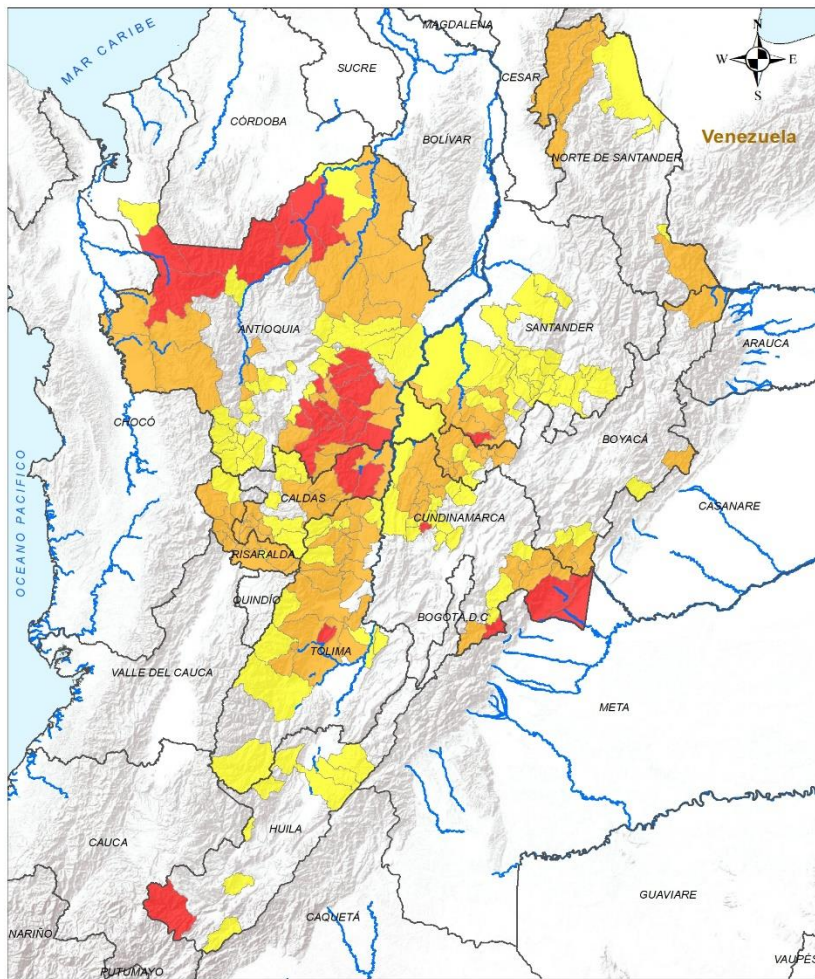 MAGDALENA
N
W E
S
MAR CARIBE
SUCRE
CESAR
CÓRDOBA
BOLÍVAR
Venezuela
NORTE DE SANTANDER
ANTIOQUIA
SANTANDER
ARAUCA
CHOCÓ
BOYACÁ
OCEANO PACIFICO
CALDAS
CASANARE
CUNDINAMARCA
RISARALDA
QUINDÍO
BOGOTÁ D.C
TOLIMA
VALLE DEL CAUCA
META
HUILA
CAUCA
GUAVIARE
CAQUETÁ
NARIÑO
PUTUMAYO
VAUPÉS